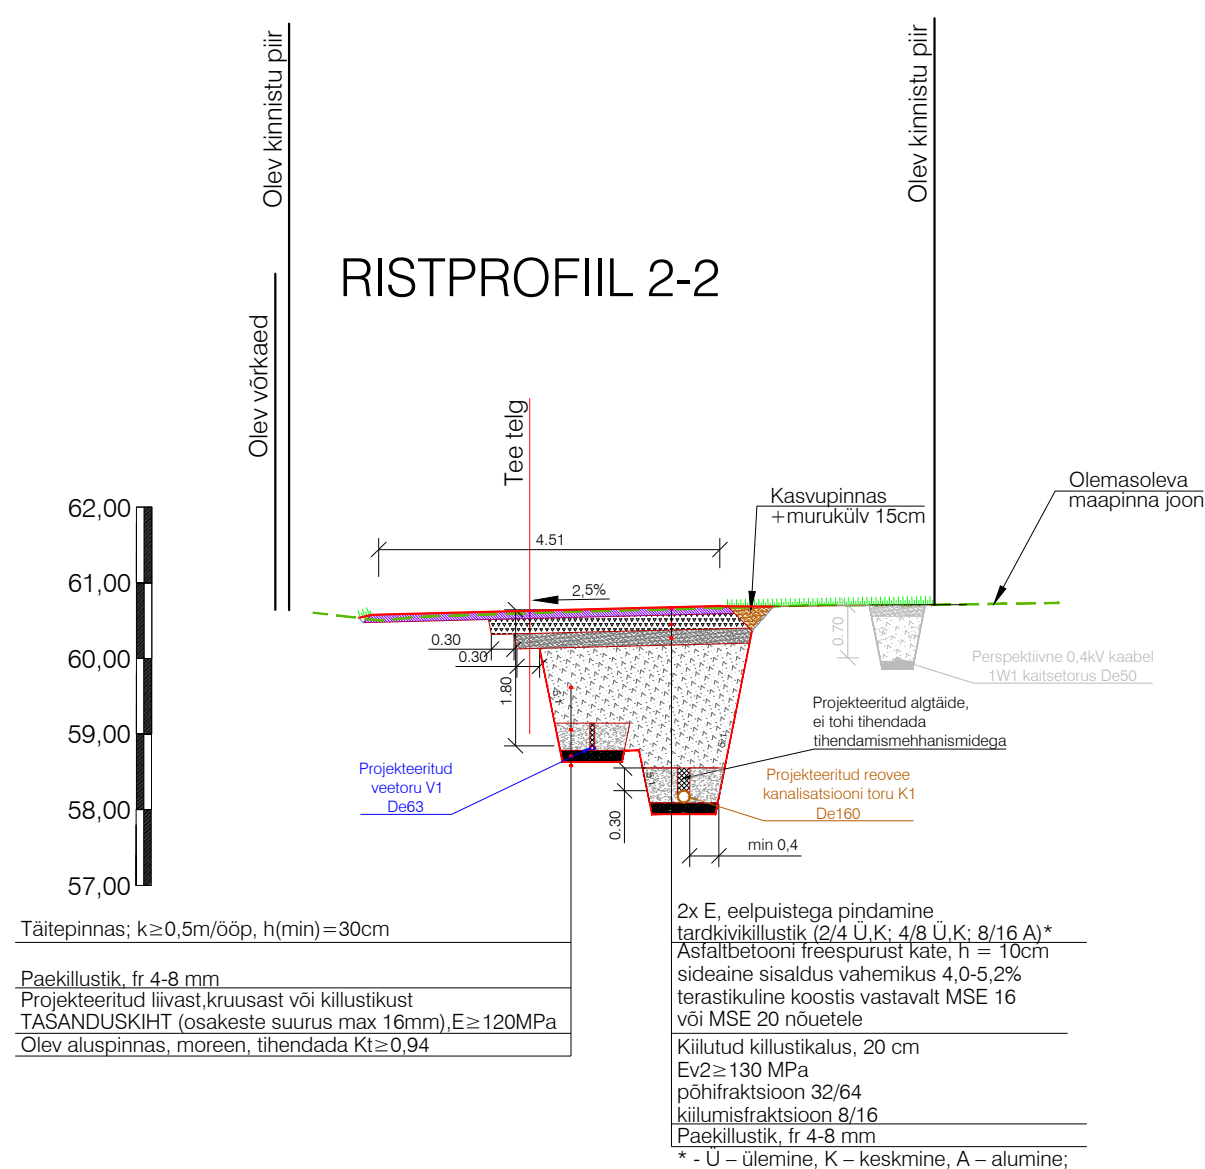 Olev kinnistu piir
Olev kinnistu piir
RISTPROFIIL 2-2
Olev võrkaed
Tee telg
Olemasoleva
maapinna joon
Kasvupinnas
+murukülv 15cm
62,00
61,00
60,00
59,00
58,00
57,00
4.51
2,5%
0.30
0.30
1.80
0.70
Perspektiivne 0,4kV kaabel
1W1 kaitsetorus De50
Projekteeritud algtäide,
ei tohi tihendada
tihendamismehhanismidega
Projekteeritud
veetoru V1
De63
Projekteeritud reovee
kanalisatsiooni toru K1
De160
0.30
min 0,4
Täitepinnas; k≥0,5m/ööp, h(min)=30cm
Paekillustik, fr 4-8 mm
Projekteeritud liivast,kruusast või killustikust
TASANDUSKIHT (osakeste suurus max 16mm),E≥120MPa
Olev aluspinnas, moreen, tihendada Kt≥0,94
2x E, eelpuistega pindamine
tardkivikillustik (2/4 Ü,K; 4/8 Ü,K; 8/16 A)*
Asfaltbetooni freespurust kate, h = 10cm
sideaine sisaldus vahemikus 4,0-5,2%
terastikuline koostis vastavalt MSE 16
või MSE 20 nõuetele
Kiilutud killustikalus, 20 cm
Ev2≥130 MPa
põhifraktsioon 32/64
kiilumisfraktsioon 8/16
Paekillustik, fr 4-8 mm
* - Ü – ülemine, K – keskmine, A – alumine;